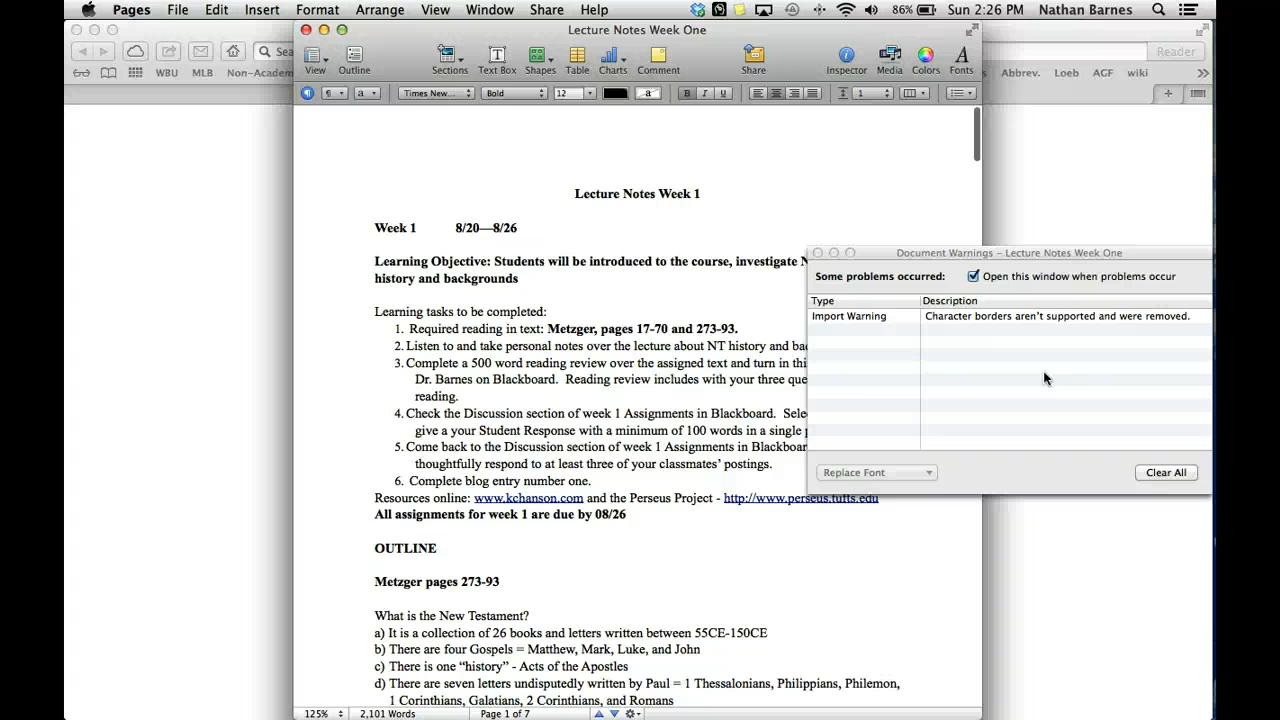 Pages File Edit Insert Format Arrange View Window Share Help 86% Sun 2:26 PM Nathan Barnes
Lecture Notes Week One
Sea
Reader
View Outline Sections Text Box Shapes Table Charts Comment Share Inspector Media Colors Fonts
WBU MLB Non-Academ
Abbrev. Loeb AGF wiki
¶ a Times New... Bold 12 a B I U 1
Lecture Notes Week 1
Week 1 8/20—8/26
Learning Objective: Students will be introduced to the course, investigate N
history and backgrounds
Learning tasks to be completed:
1. Required reading in text: Metzger, pages 17-70 and 273-93.
2. Listen to and take personal notes over the lecture about NT history and bac
3. Complete a 500 word reading review over the assigned text and turn in this
Dr. Barnes on Blackboard. Reading review includes with your three que
reading.
4. Check the Discussion section of week 1 Assignments in Blackboard. Selec
give a your Student Response with a minimum of 100 words in a single p
5. Come back to the Discussion section of week 1 Assignments in Blackboar
thoughtfully respond to at least three of your classmates' postings.
6. Complete blog entry number one.
Resources online: www.kchanson.com and the Perseus Project - http://www.perseus.tufts.edu
All assignments for week 1 are due by 08/26
OUTLINE
Metzger pages 273-93
What is the New Testament?
a) It is a collection of 26 books and letters written between 55CE-150CE
b) There are four Gospels = Matthew, Mark, Luke, and John
c) There is one “history” - Acts of the Apostles
d) There are seven letters undisputedly written by Paul = 1 Thessalonians, Philippians, Philemon,
1 Corinthians, Galatians, 2 Corinthians, and Romans
125% 2,101 Words Page 1 of 7
Document Warnings – Lecture Notes Week One
Some problems occurred: Open this window when problems occur
Type Description
Import Warning Character borders aren't supported and were removed.
Replace Font Clear All